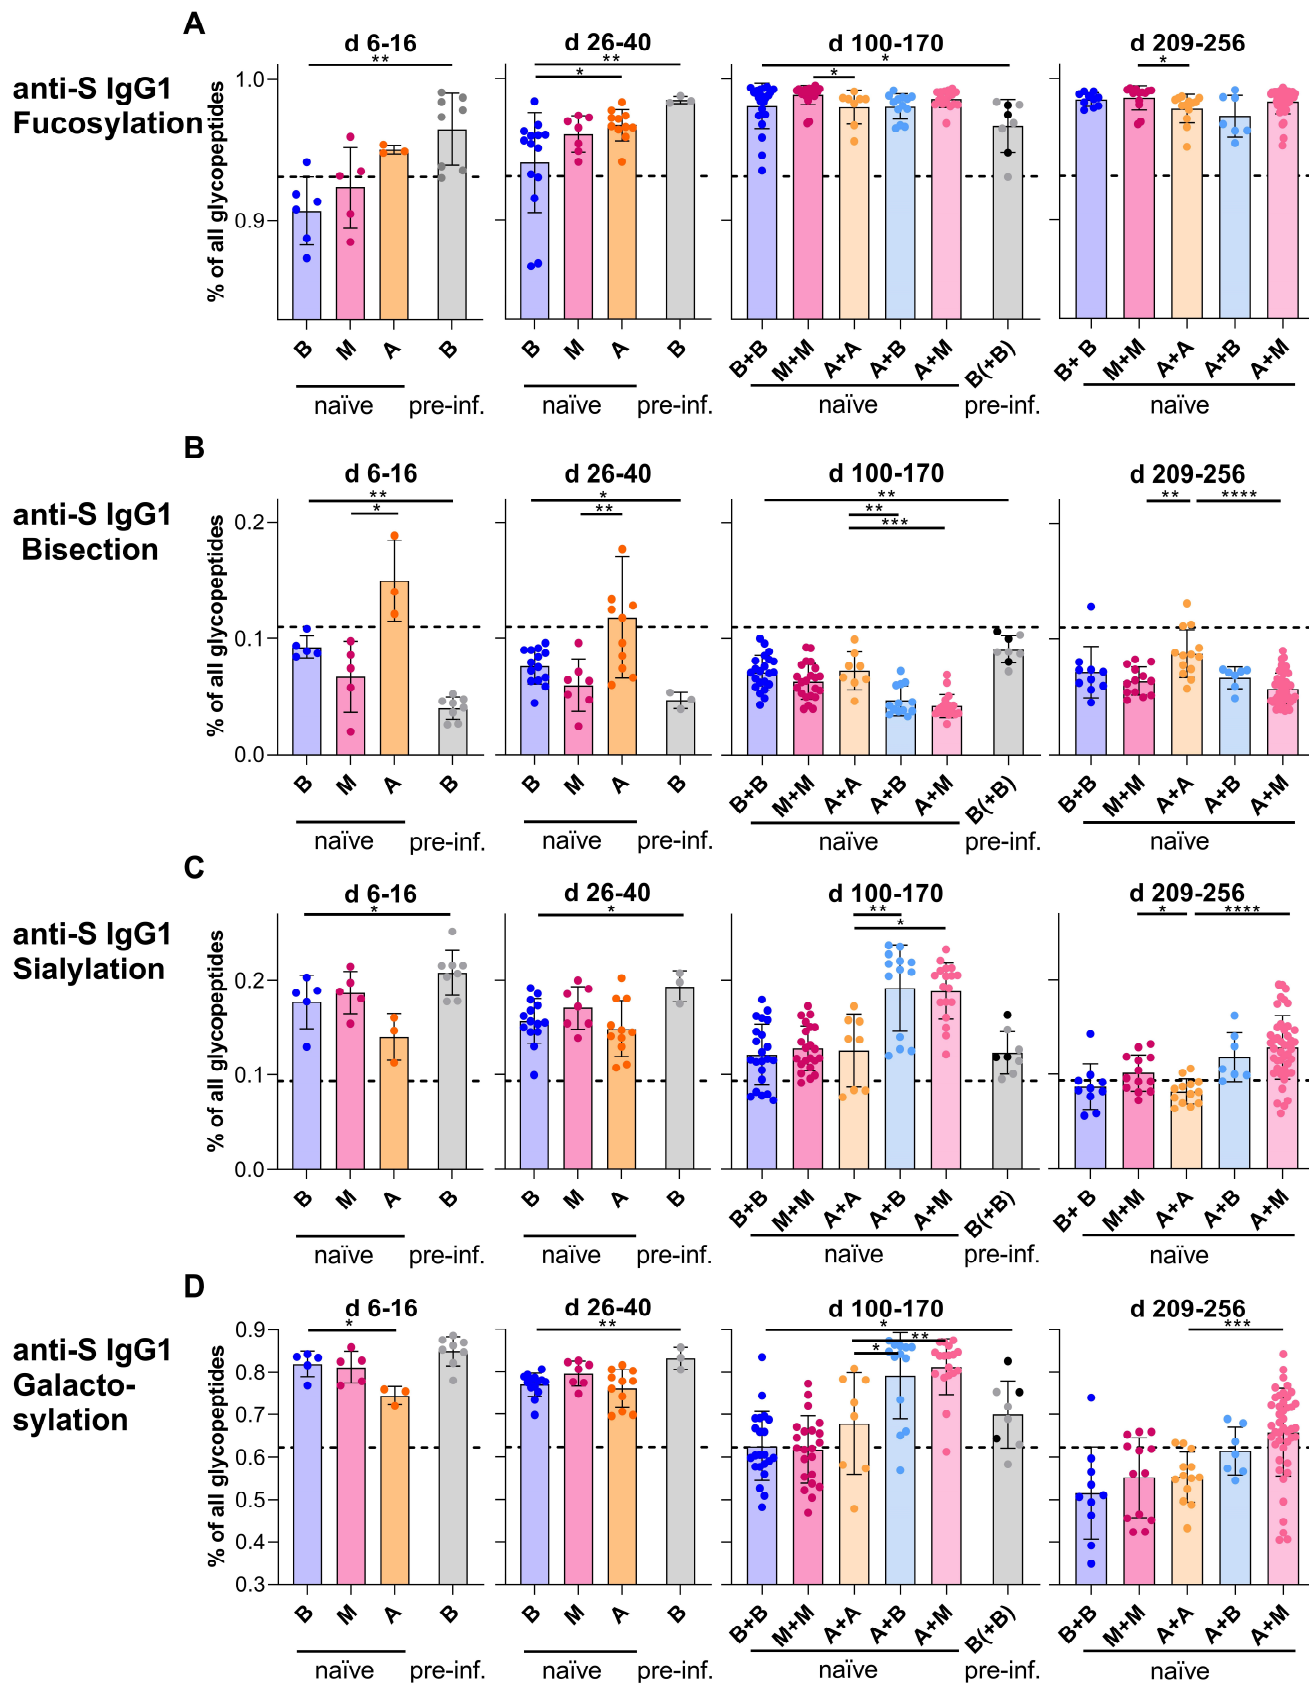 A
d 6-16
d 26-40
d 100-170
d 209-256
anti-S IgG1
Fucosylation
% of all glycopeptides
1.0
0.9
**
**
*
*
*
*
B
M
A
B
B
M
A
B
B+B
M+M
A+A
A+B
A+M
B(+B)
B+ B
M+M
A+A
A+B
A+M
naïve
pre-inf.
naïve
pre-inf.
naïve
pre-inf.
naïve
B
d 6-16
d 26-40
d 100-170
d 209-256
anti-S IgG1
Bisection
% of all glycopeptides
0.2
0.1
0.0
**
*
*
**
**
**
***
**
****
B
M
A
B
B
M
A
B
B+B
M+M
A+A
A+B
A+M
B(+B)
B+B
M+M
A+A
A+B
A+M
naïve
pre-inf.
naïve
pre-inf.
naïve
pre-inf.
naïve
C
d 6-16
d 26-40
d 100-170
d 209-256
anti-S IgG1
Sialylation
% of all glycopeptides
0.2
0.1
0.0
*
*
**
*
*
****
B
M
A
B
B
M
A
B
B+B
M+M
A+A
A+B
A+M
B(+B)
B+ B
M+M
A+A
A+B
A+M
naïve
pre-inf.
naïve
pre-inf.
naïve
pre-inf.
naïve
D
d 6-16
d 26-40
d 100-170
d 209-256
anti-S IgG1
Galacto-
sylation
% of all glycopeptides
0.9
0.8
0.7
0.6
0.5
0.4
0.3
*
**
*
**
*
***
B
M
A
B
B
M
A
B
B+B
M+M
A+A
A+B
A+M
B(+B)
B+B
M+M
A+A
A+B
A+M
naïve
pre-inf.
naïve
pre-inf.
naïve
pre-inf.
naïve